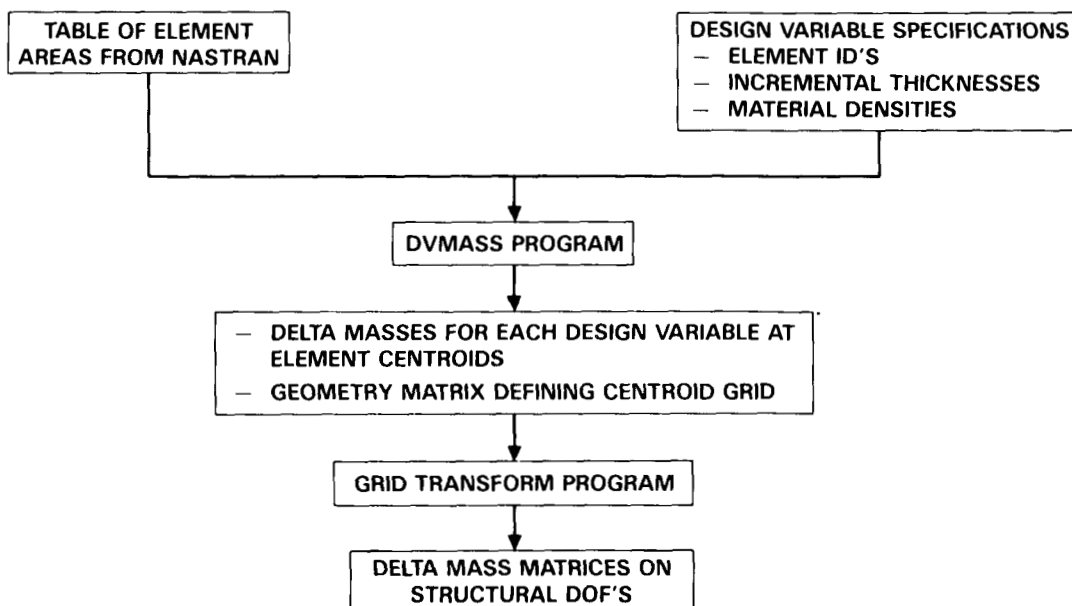 TABLE OF ELEMENT
AREAS FROM NASTRAN
DESIGN VARIABLE SPECIFICATIONS
– ELEMENT ID'S
– INCREMENTAL THICKNESSES
– MATERIAL DENSITIES
DVMASS PROGRAM
– DELTA MASSES FOR EACH DESIGN VARIABLE AT
ELEMENT CENTROIDS
– GEOMETRY MATRIX DEFINING CENTROID GRID
GRID TRANSFORM PROGRAM
DELTA MASS MATRICES ON
STRUCTURAL DOF'S